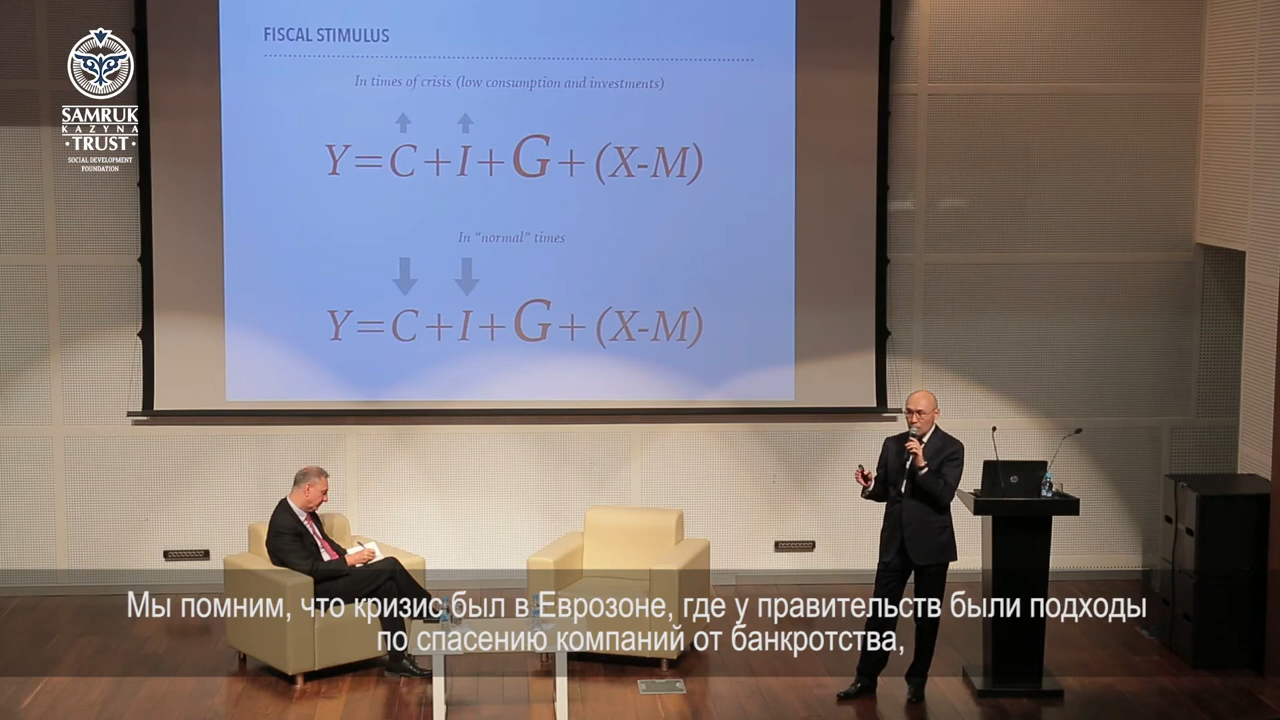 SAMRUK
KAZYNA
·TRUST·
SOCIAL DEVELOPMENT
FOUNDATION
FISCAL STIMULUS
In times of crisis (low consumption and investments)
Y=C+I+G+(X-M)
In "normal" times
Y=C+I+G+(X-M)
hp
Мы помним, что кризис был в Еврозоне, где у правительств были подходы
по спасению компаний от банкротства,